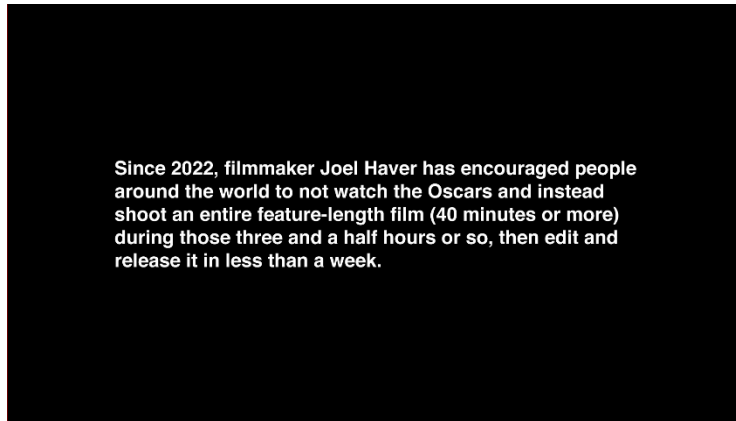 Since 2022, filmmaker Joel Haver has encouraged people
around the world to not watch the Oscars and instead
shoot an entire feature-length film (40 minutes or more)
during those three and a half hours or so, then edit and
release it in less than a week.